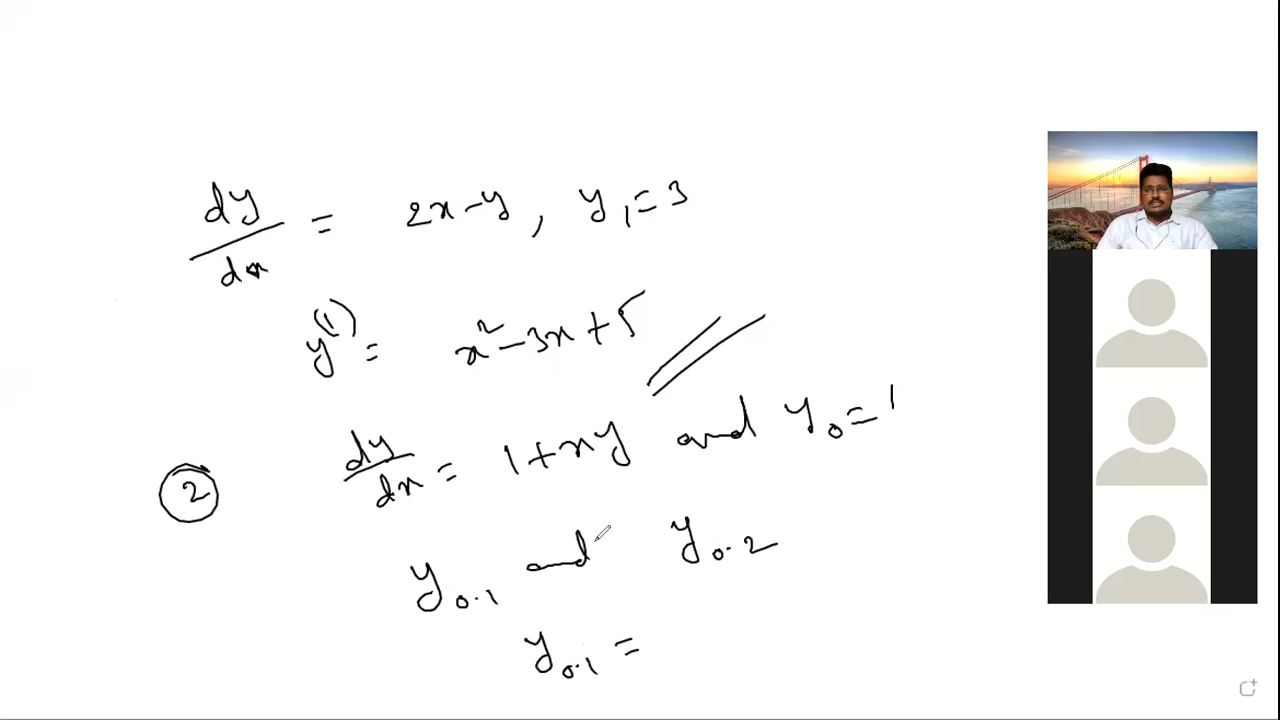 dy/dx = 2x-y, y₁=3
y⁽¹⁾ = x²-3x+5
② dy/dx = 1+xy and y₀=1
y₀.₁ and y₀.₂
y₀.₁ =